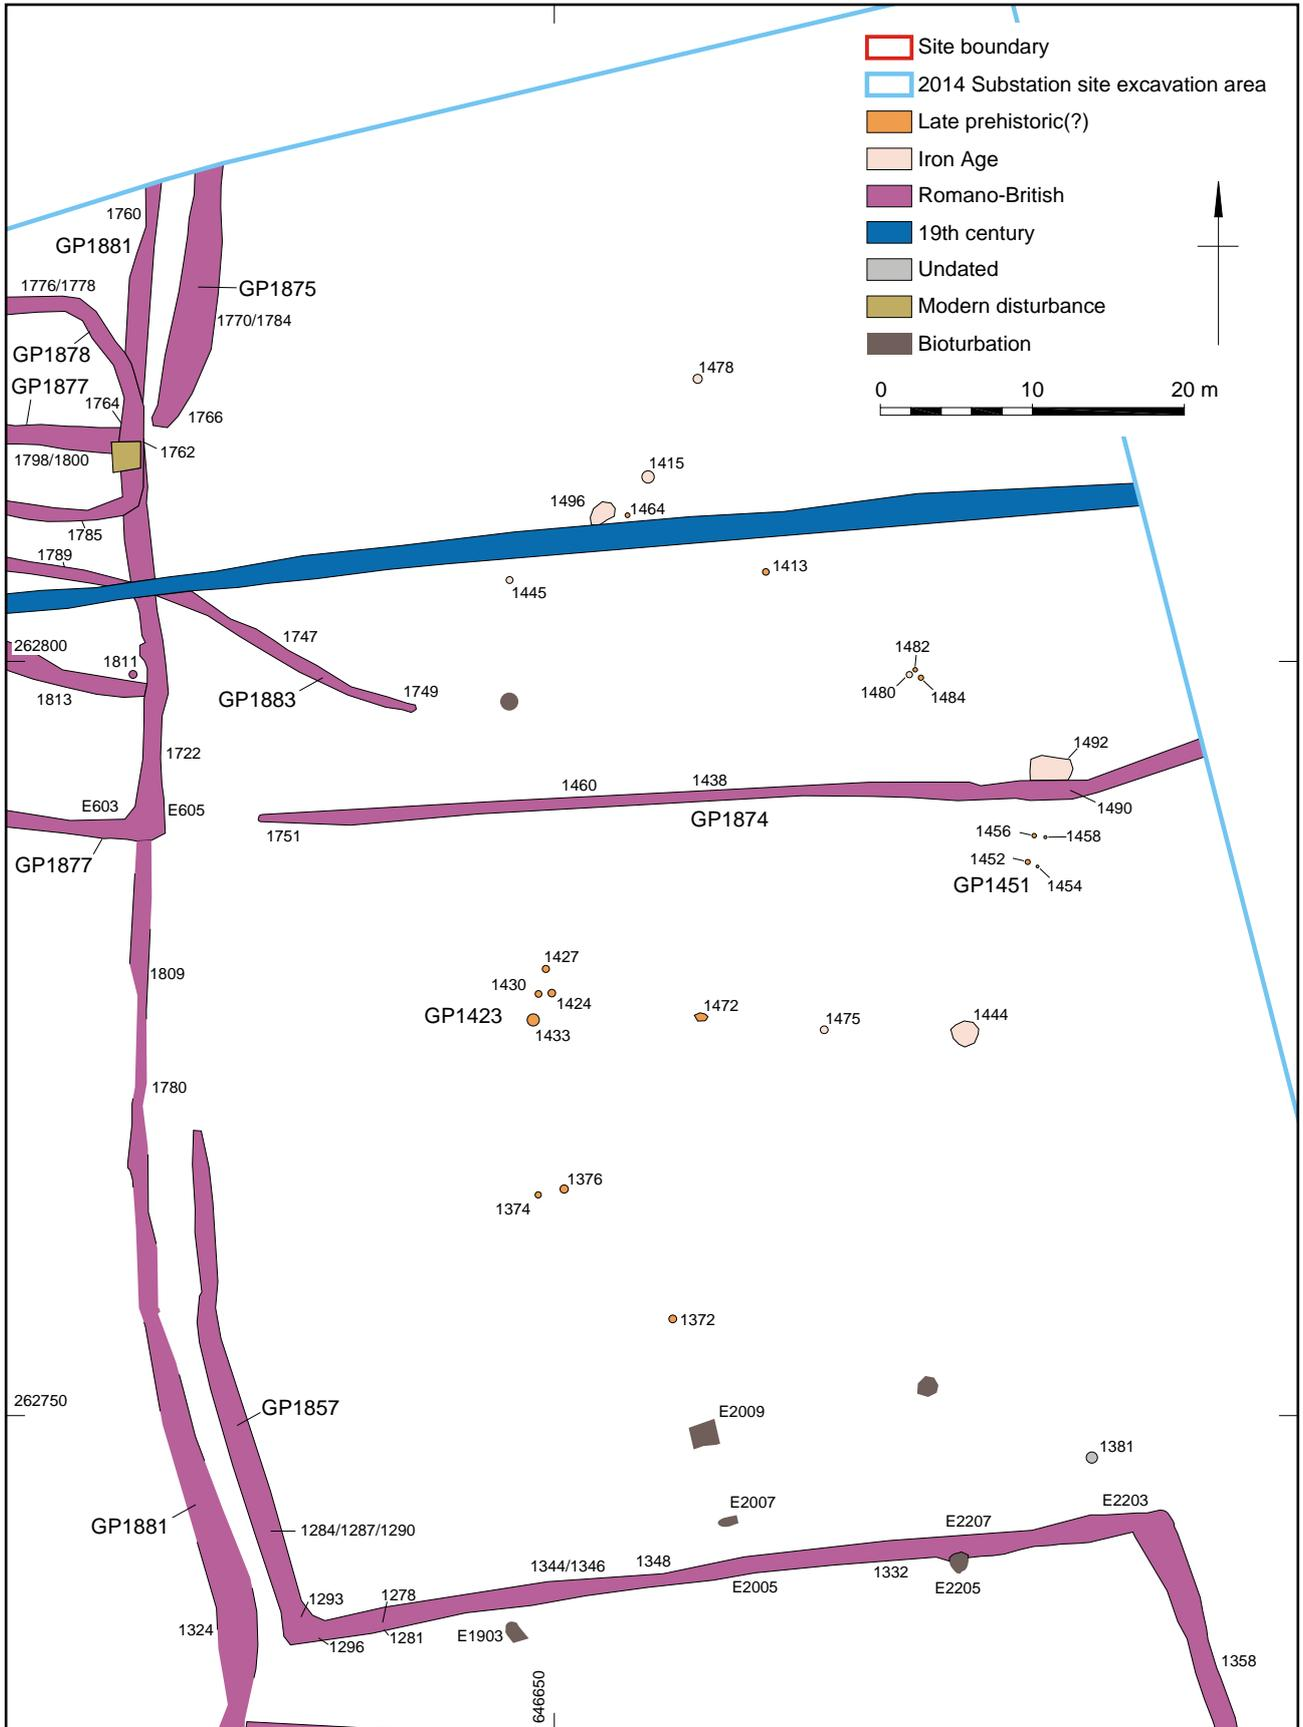 Site boundary
2014 Substation site excavation area
Late prehistoric(?)
Iron Age
Romano-British
19th century
Undated
Modern disturbance
Bioturbation
0 10 20 m
1760
GP1881
1776/1778
GP1875
1770/1784
GP1878
GP1877
1764
1766
1762
1798/1800
1785
1789
1478
1415
1496
1464
1413
1445
262800
1811
1813
1747
GP1883
1749
1482
1480
1484
1722
1492
1460
1438
1490
E603
E605
GP1874
1751
GP1877
1456
1458
1452
GP1451
1454
1427
1809
1430
1424
GP1423
1433
1472
1475
1444
1780
1376
1374
1372
262750
GP1857
E2009
1381
E2007
E2203
GP1881
1284/1287/1290
E2207
1344/1346
1348
1332
E2005
E2205
1293
1278
1324
1296
1281
E1903
1358
646650